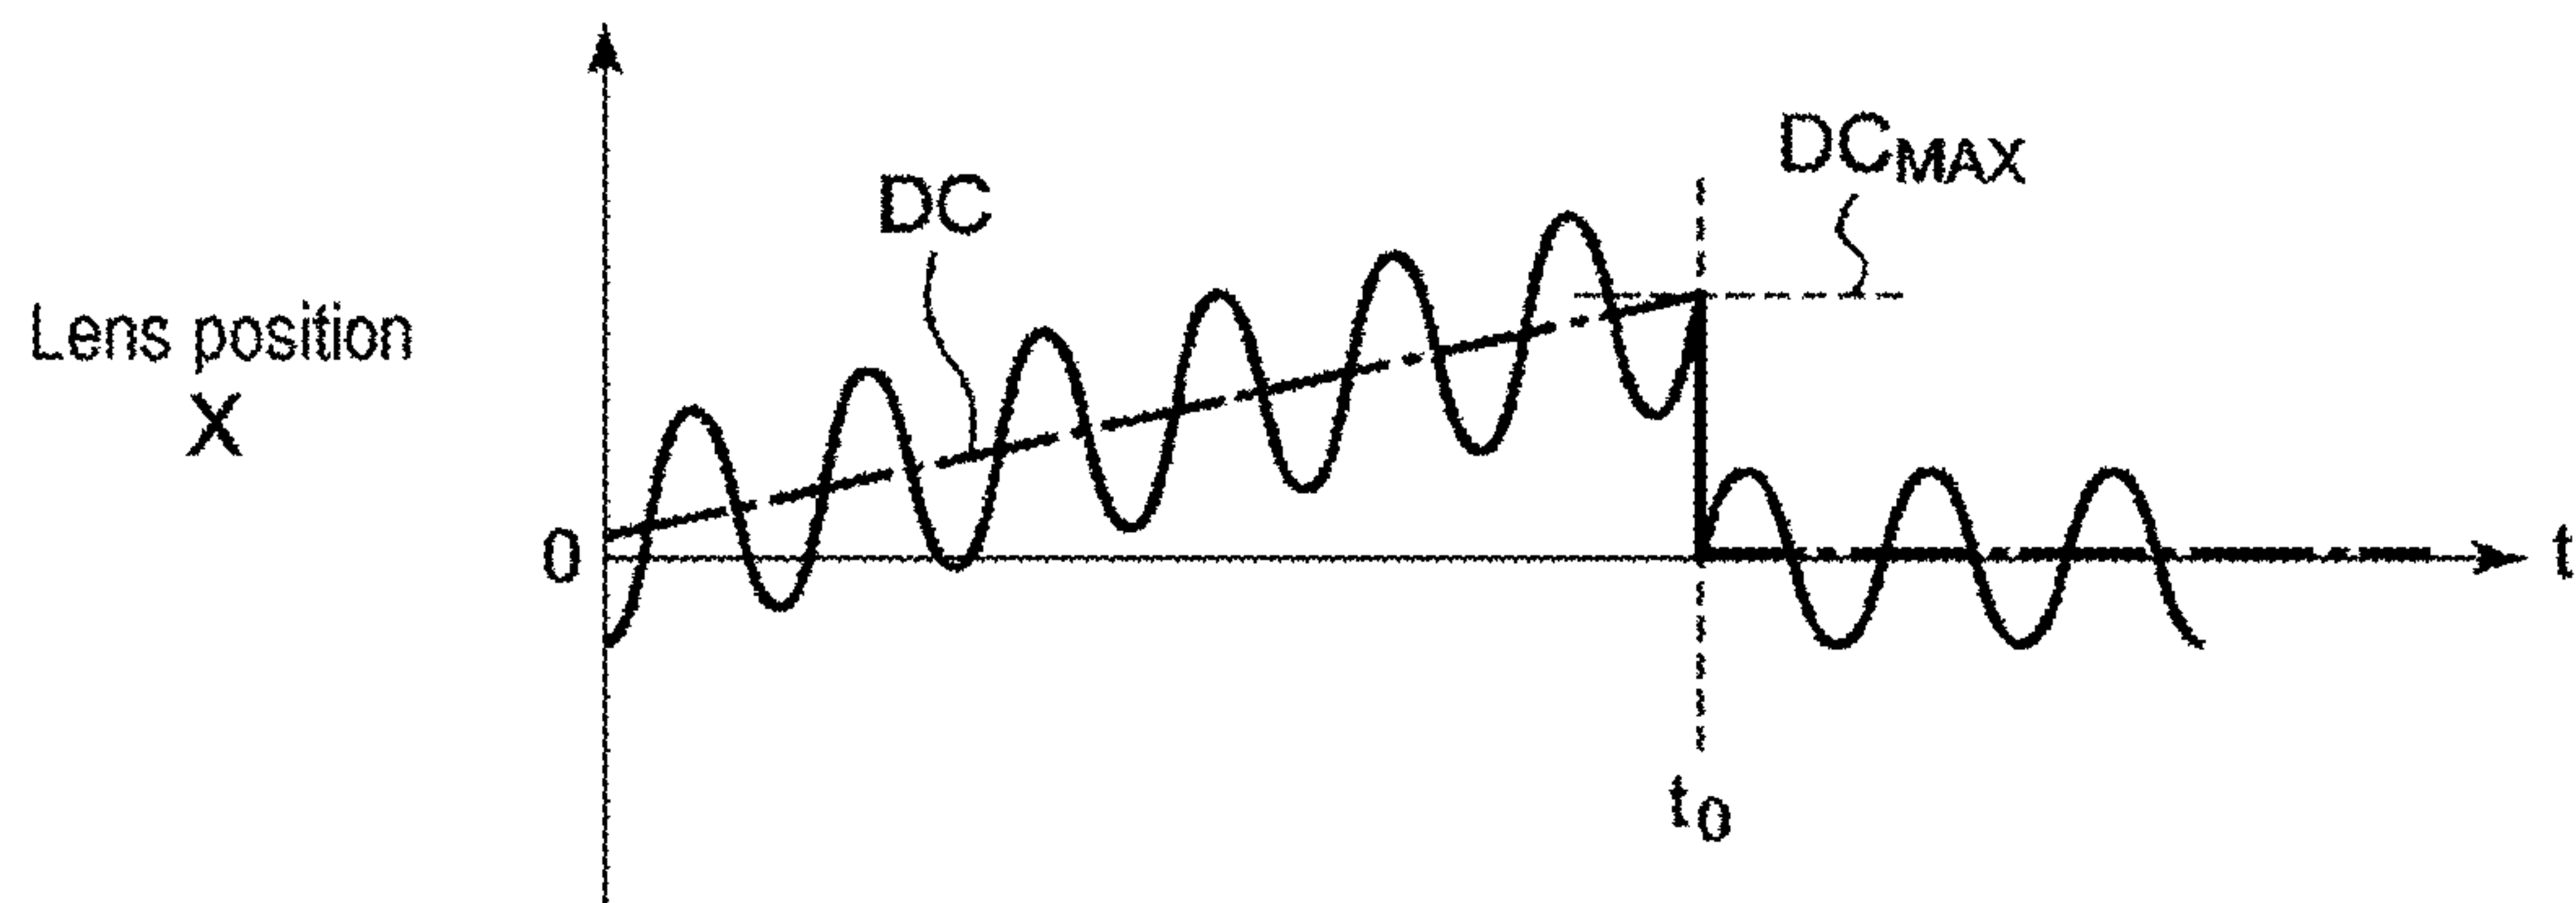 DC
DCMAX
Lens position
X
0
t
t0